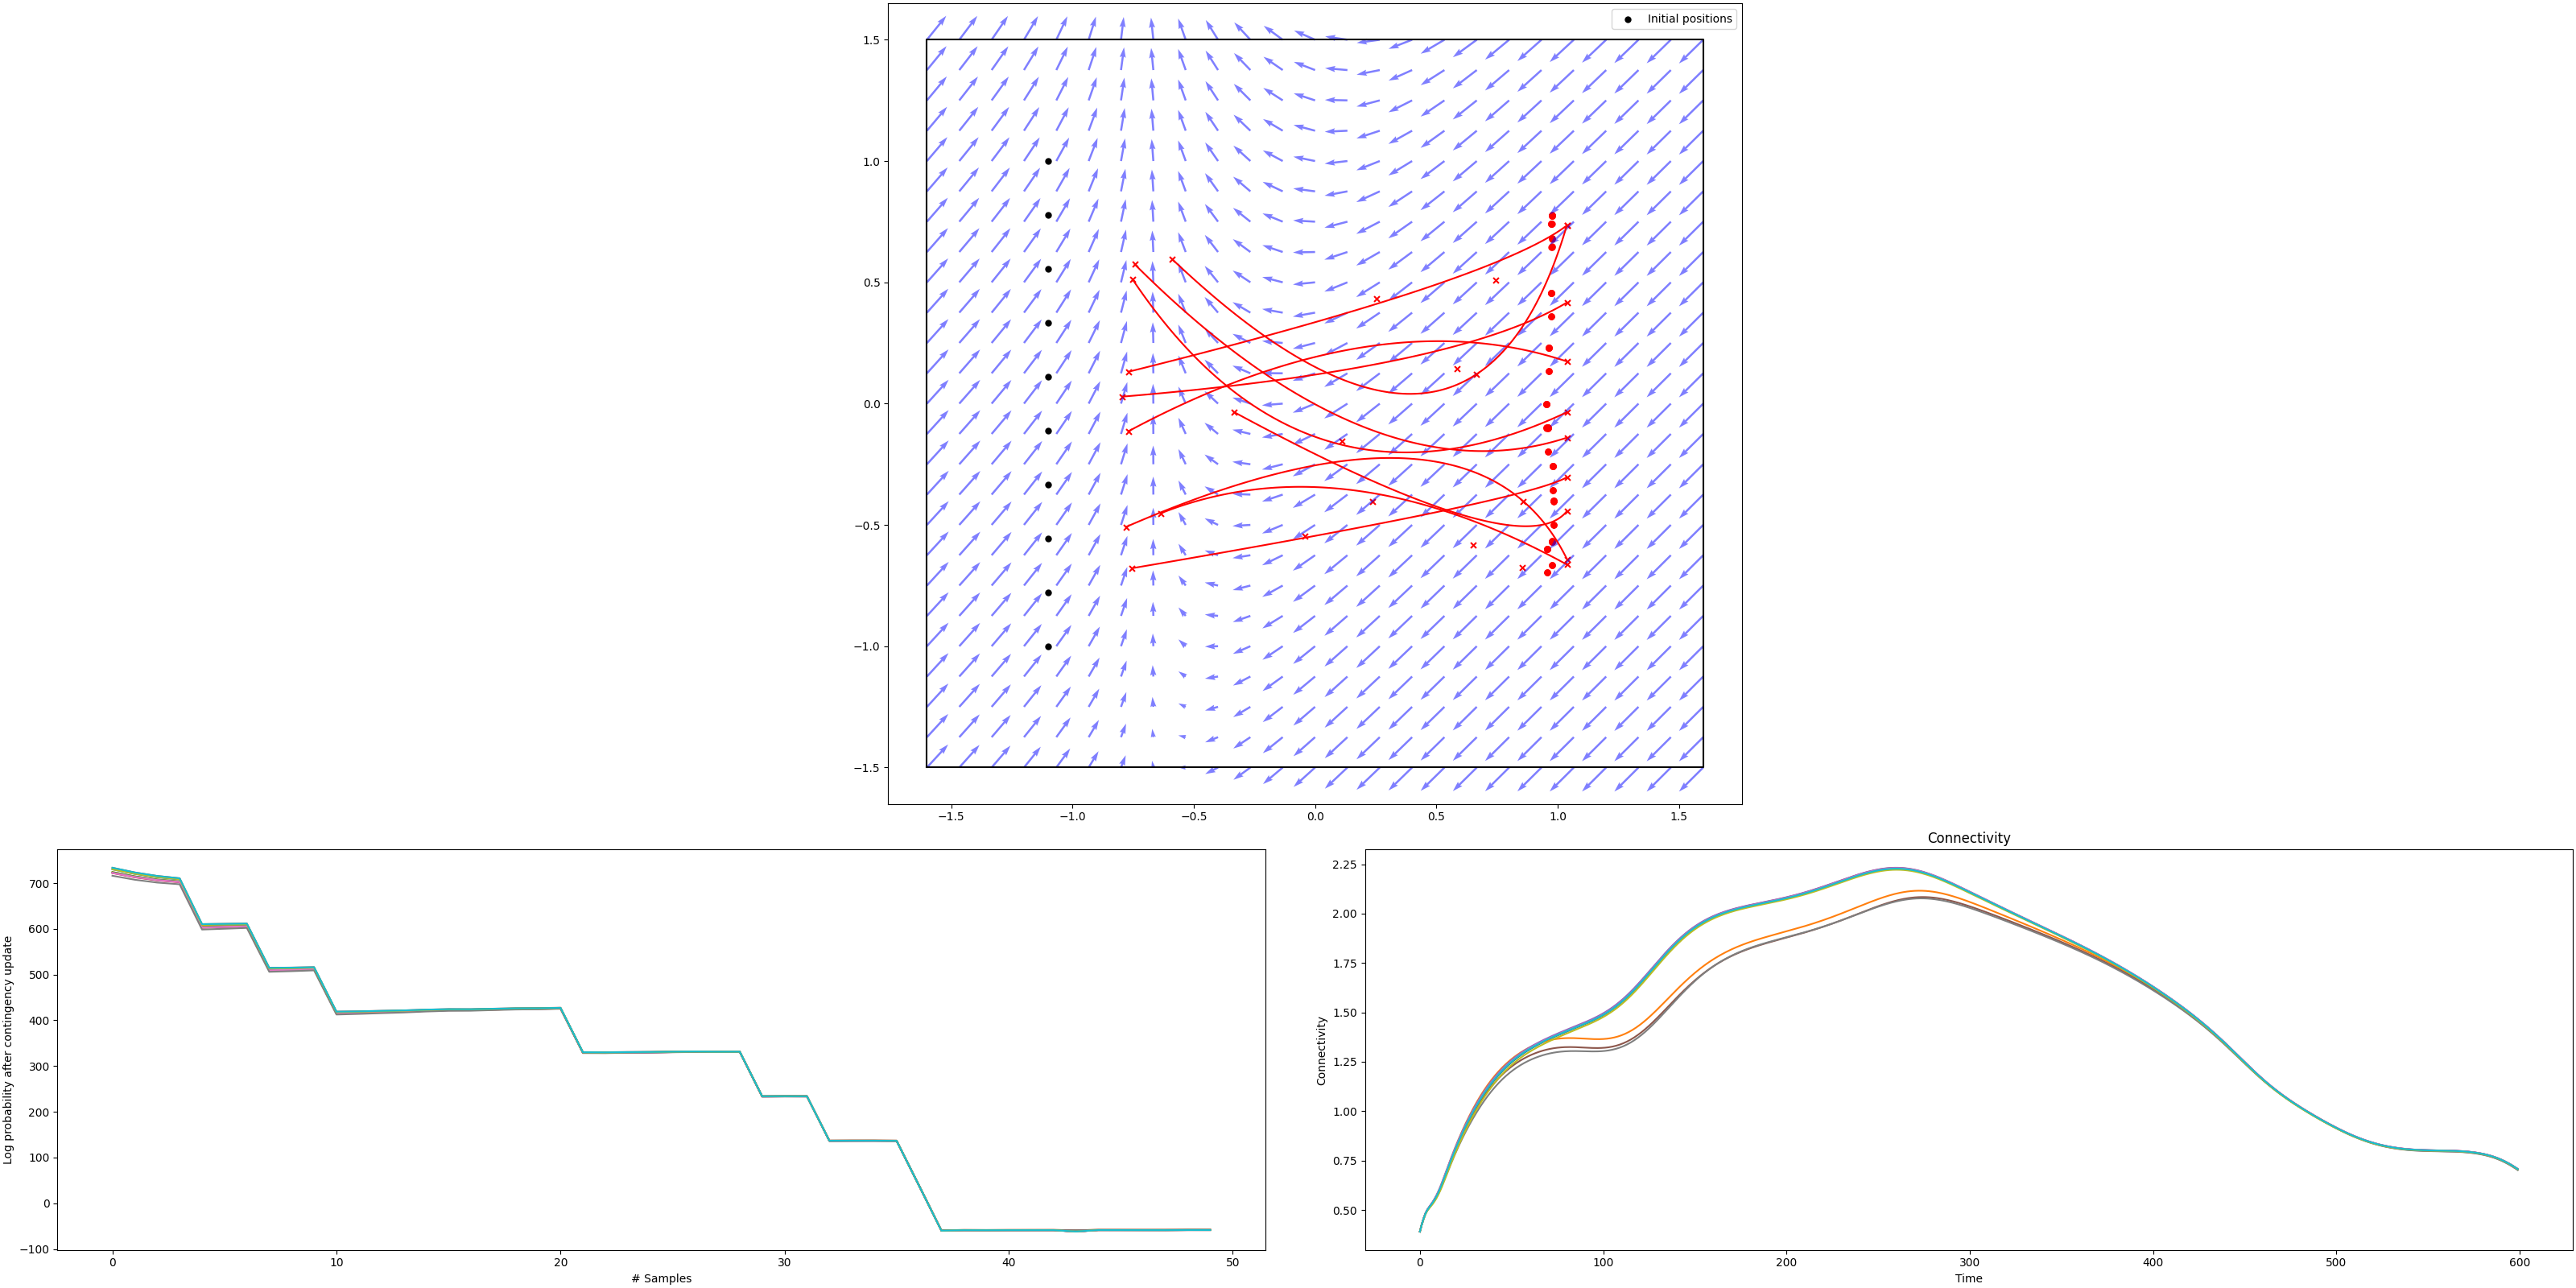 Initial positions
1.5
1.0
0.5
0.0
−0.5
−1.0
−1.5
−1.5 −1.0 −0.5 0.0 0.5 1.0 1.5
Log probability after contingency update
700
600
500
400
300
200
100
0
−100
0 10 20 30 40 50
# Samples
Connectivity
Connectivity
2.25
2.00
1.75
1.50
1.25
1.00
0.75
0.50
0 100 200 300 400 500 600
Time